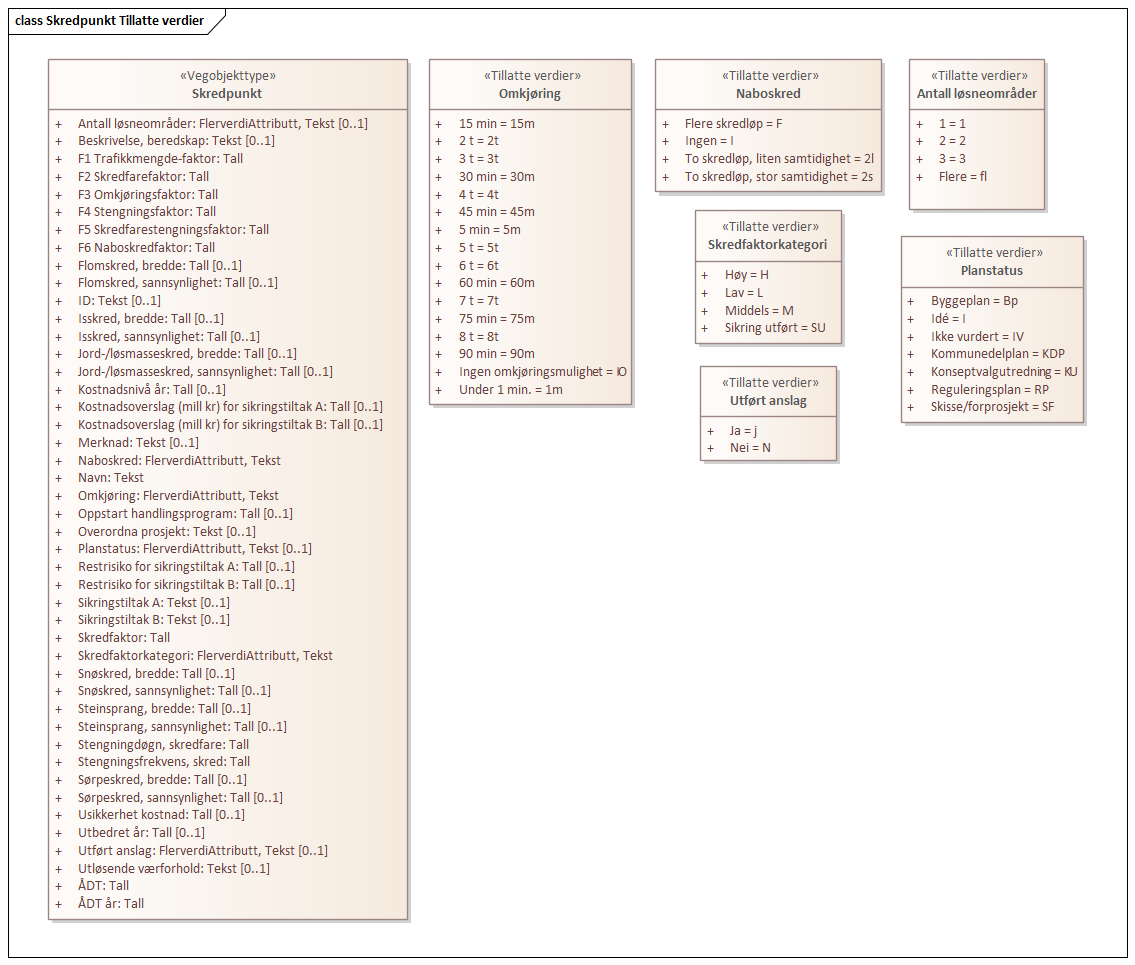 class Skredpunkt Tillatte verdier
«Vegobjekttype»
Skredpunkt
+ Antall løsneområder: FlerverdiAttributt, Tekst [0..1]
+ Beskrivelse, beredskap: Tekst [0..1]
+ F1 Trafikkmengde-faktor: Tall
+ F2 Skredfarefaktor: Tall
+ F3 Omkjøringsfaktor: Tall
+ F4 Stengningsfaktor: Tall
+ F5 Skredfarestengningsfaktor: Tall
+ F6 Naboskredfaktor: Tall
+ Flomskred, bredde: Tall [0..1]
+ Flomskred, sannsynlighet: Tall [0..1]
+ ID: Tekst [0..1]
+ Isskred, bredde: Tall [0..1]
+ Isskred, sannsynlighet: Tall [0..1]
+ Jord-/løsmasseskred, bredde: Tall [0..1]
+ Jord-/løsmasseskred, sannsynlighet: Tall [0..1]
+ Kostnadsnivå år: Tall [0..1]
+ Kostnadsoverslag (mill kr) for sikringstiltak A: Tall [0..1]
+ Kostnadsoverslag (mill kr) for sikringstiltak B: Tall [0..1]
+ Merknad: Tekst [0..1]
+ Naboskred: FlerverdiAttributt, Tekst
+ Navn: Tekst
+ Omkjøring: FlerverdiAttributt, Tekst
+ Oppstart handlingsprogram: Tall [0..1]
+ Overordna prosjekt: Tekst [0..1]
+ Planstatus: FlerverdiAttributt, Tekst [0..1]
+ Restrisiko for sikringstiltak A: Tall [0..1]
+ Restrisiko for sikringstiltak B: Tall [0..1]
+ Sikringstiltak A: Tekst [0..1]
+ Sikringstiltak B: Tekst [0..1]
+ Skredfaktor: Tall
+ Skredfaktorkategori: FlerverdiAttributt, Tekst
+ Snøskred, bredde: Tall [0..1]
+ Snøskred, sannsynlighet: Tall [0..1]
+ Steinsprang, bredde: Tall [0..1]
+ Steinsprang, sannsynlighet: Tall [0..1]
+ Stengningdøgn, skredfare: Tall
+ Stengningsfrekvens, skred: Tall
+ Sørpeskred, bredde: Tall [0..1]
+ Sørpeskred, sannsynlighet: Tall [0..1]
+ Usikkerhet kostnad: Tall [0..1]
+ Utbedret år: Tall [0..1]
+ Utført anslag: FlerverdiAttributt, Tekst [0..1]
+ Utløsende værforhold: Tekst [0..1]
+ ÅDT: Tall
+ ÅDT år: Tall
«Tillatte verdier»
Omkjøring
+ 15 min = 15m
+ 2 t = 2t
+ 3 t = 3t
+ 30 min = 30m
+ 4 t = 4t
+ 45 min = 45m
+ 5 min = 5m
+ 5 t = 5t
+ 6 t = 6t
+ 60 min = 60m
+ 7 t = 7t
+ 75 min = 75m
+ 8 t = 8t
+ 90 min = 90m
+ Ingen omkjøringsmulighet = IO
+ Under 1 min. = 1m
«Tillatte verdier»
Naboskred
+ Flere skredløp = F
+ Ingen = I
+ To skredløp, liten samtidighet = 2l
+ To skredløp, stor samtidighet = 2s
«Tillatte verdier»
Skredfaktorkategori
+ Høy = H
+ Lav = L
+ Middels = M
+ Sikring utført = SU
«Tillatte verdier»
Utført anslag
+ Ja = j
+ Nei = N
«Tillatte verdier»
Antall løsneområder
+ 1 = 1
+ 2 = 2
+ 3 = 3
+ Flere = fl
«Tillatte verdier»
Planstatus
+ Byggeplan = Bp
+ Idé = I
+ Ikke vurdert = IV
+ Kommunedelplan = KDP
+ Konseptvalgutredning = KU
+ Reguleringsplan = RP
+ Skisse/forprosjekt = SF